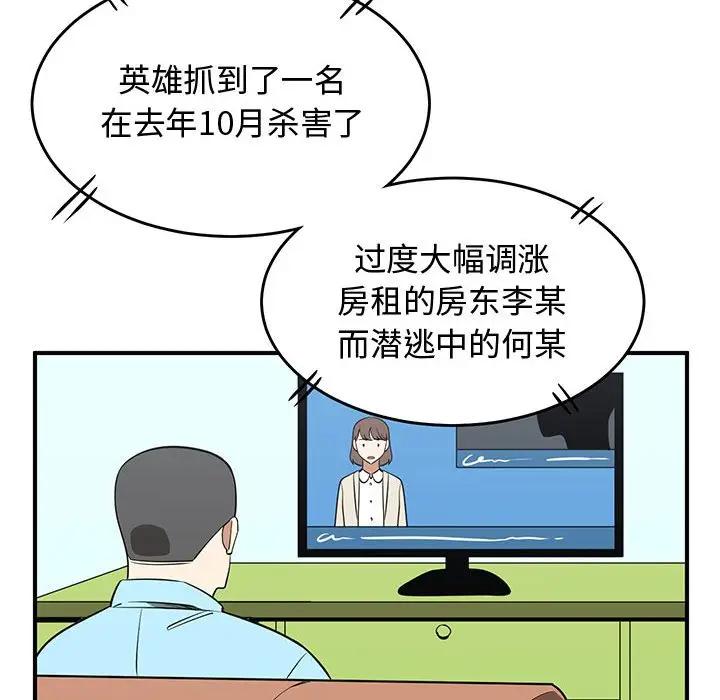 英雄抓到了一名
在去年10月杀害了
过度大幅调涨
房租的房东李某
而潜逃中的何某